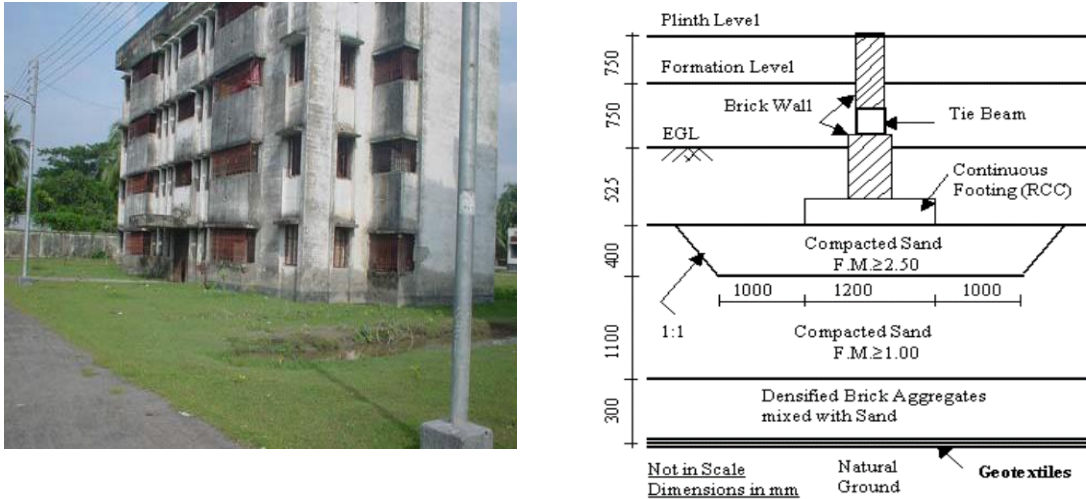 Plinth Level
750
Formation Level
Brick Wall
750
Tie Beam
EGL
525
Continuous
Footing (RCC)
400
Compacted Sand
F.M.≥2.50
1000
1200
1000
1:1
1100
Compacted Sand
F.M.≥1.00
300
Densified Brick Aggregates
mixed with Sand
Not in Scale
Dimensions in mm
Natural
Ground
Geotextiles